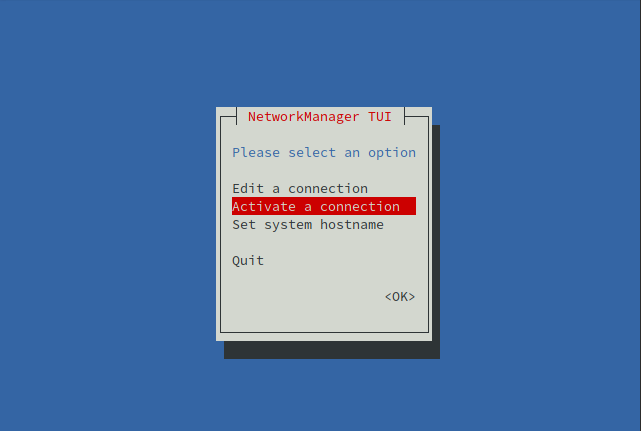 NetworkManager TUI
Please select an option
Edit a connection
Activate a connection
Set system hostname
Quit
<OK>